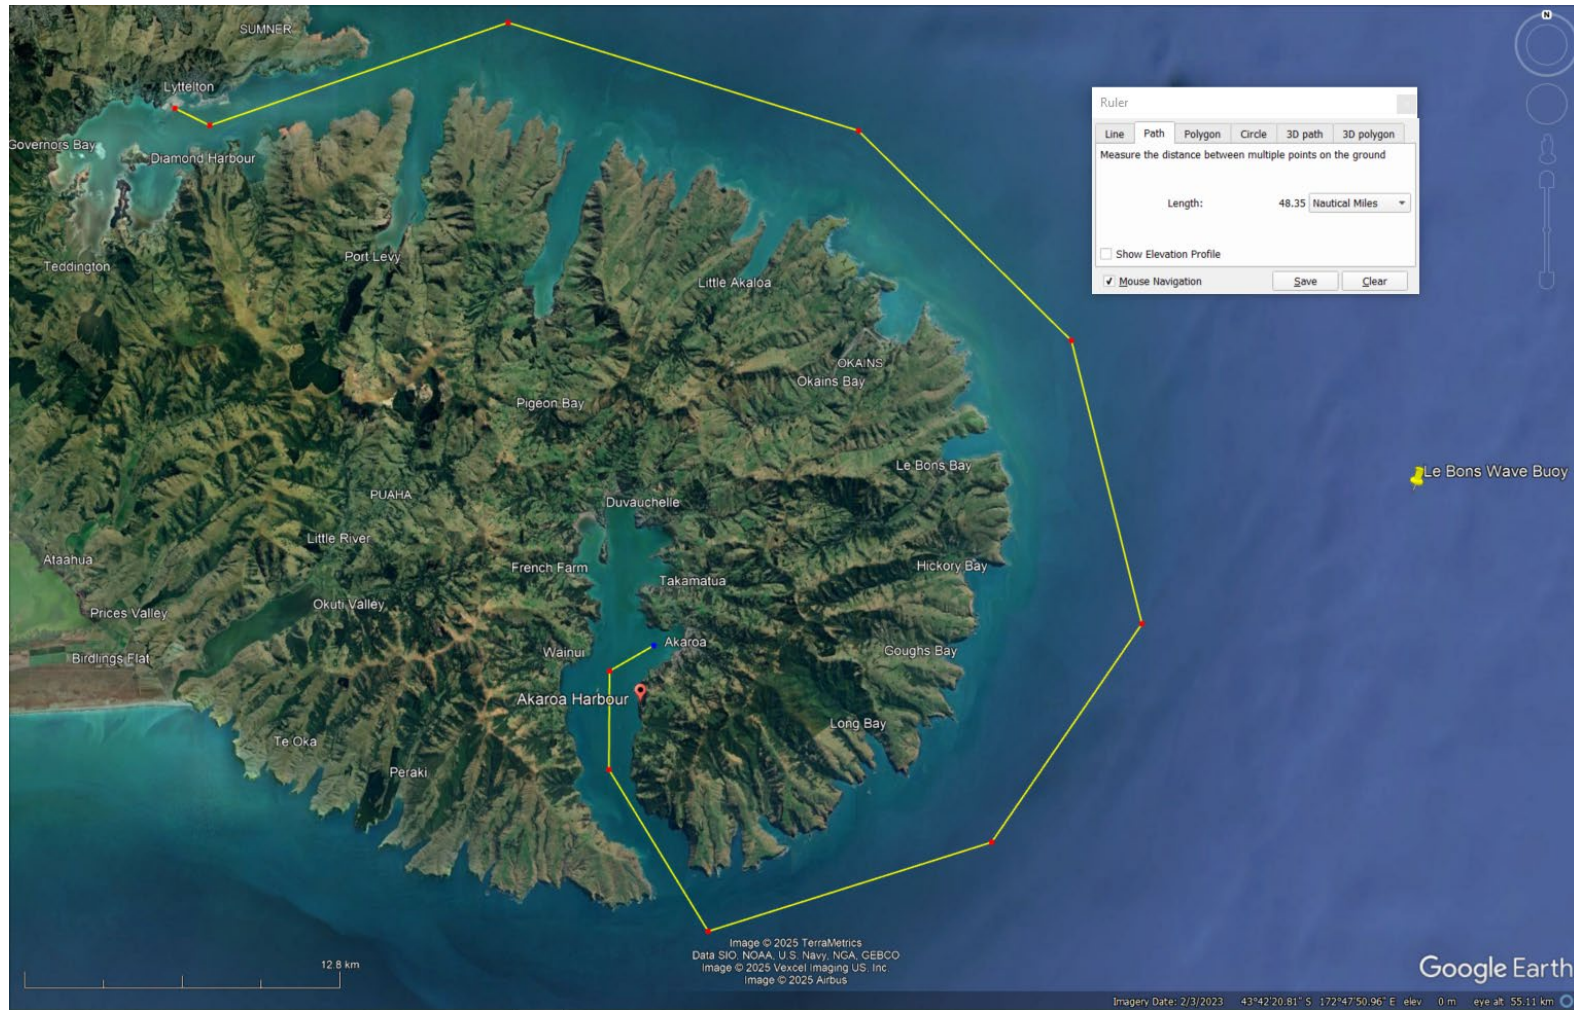 SUMNER
N
Lyttelton
Ruler
Line Path Polygon Circle 3D path 3D polygon
Governors Bay
Diamond Harbour
Measure the distance between multiple points on the ground
Length: 48.35 Nautical Miles
Port Levy
Show Elevation Profile
Teddington
Little Akaloa
Mouse Navigation Save Clear
OKAINS
Okains Bay
Pigeon Bay
Le Bons Bay
Le Bons Wave Buoy
PUAHA
Duvauchelle
Little River
Ataahua
French Farm
Hickory Bay
Takamatua
Okuti Valley
Prices Valley
Akaroa
Wainui
Goughs Bay
Birdlings Flat
Akaroa Harbour
Long Bay
Te Oka
Peraki
Image © 2025 TerraMetrics
Data SIO, NOAA, U.S. Navy, NGA, GEBCO
Image © 2025 Vexcel Imaging US, Inc.
Image © 2025 Airbus
12.8 km
Google Earth
Imagery Date: 2/3/2023 43°42'20.81" S 172°47'50.96" E elev 0 m eye alt 55.11 km